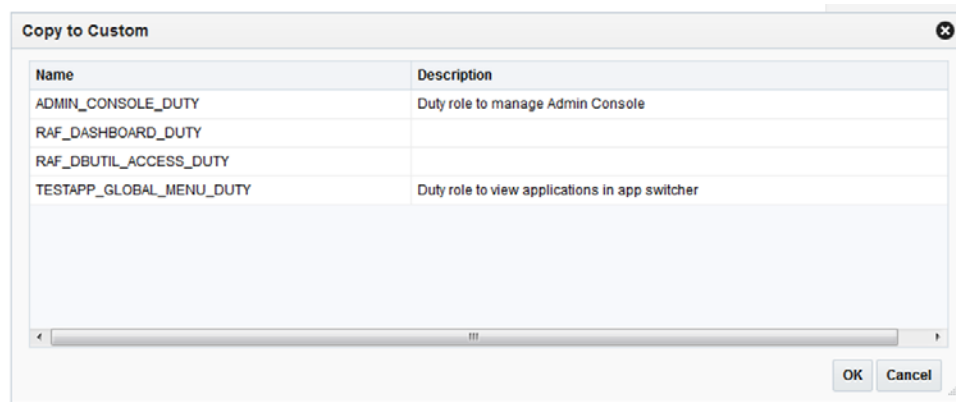 Copy to Custom
Name Description
ADMIN_CONSOLE_DUTY Duty role to manage Admin Console
RAF_DASHBOARD_DUTY
RAF_DBUTIL_ACCESS_DUTY
TESTAPP_GLOBAL_MENU_DUTY Duty role to view applications in app switcher
OK Cancel